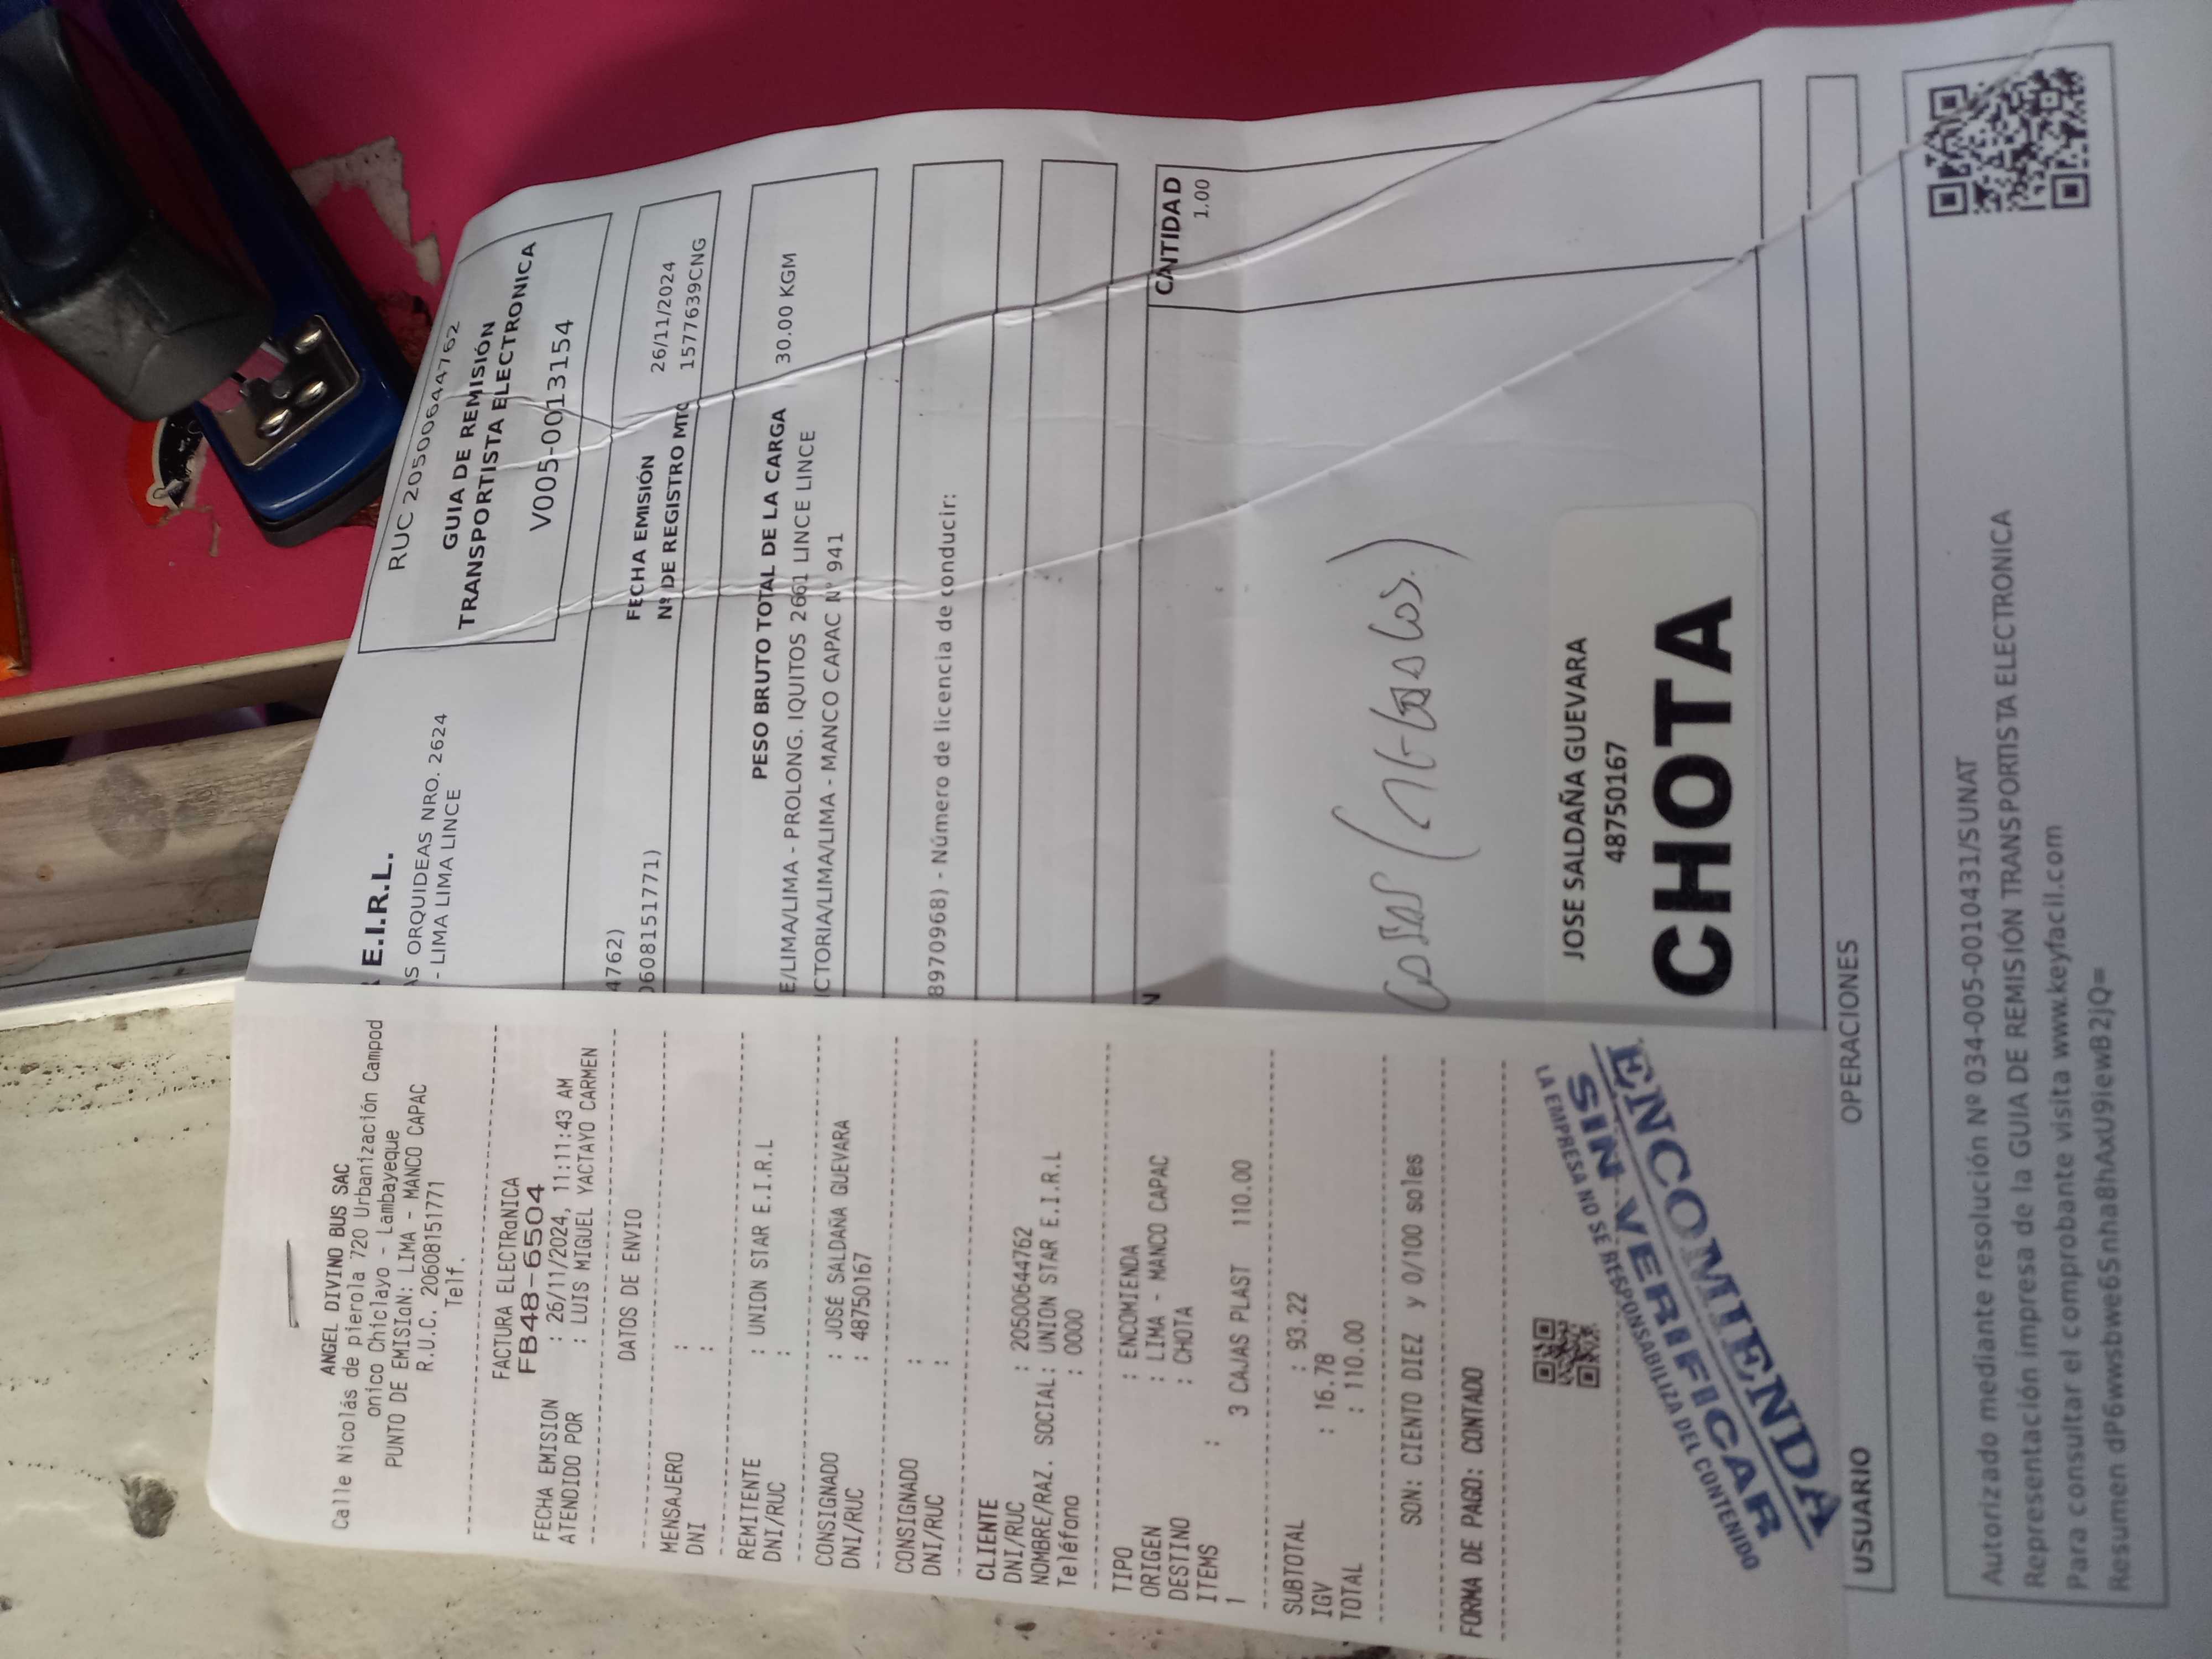 ANGEL DIVINO BUS SAC
Calle Nicolás de pierola 720 Urbanización Campod
onico Chiclayo - Lambayeque
PUNTO DE EMISIɑN: LIMA - MANCO CAPAC
R.U.C. 20608151771
Telf.
FACTURA ELECTRɑNICA
FB48-6504
FECHA EMISION : 26/11/2024, 11:11:43 AM
ATENDIDO POR : LUIS MIGUEL YACTAYO CARMEN
DATOS DE ENVIO
MENSAJERO :
DNI :
REMITENTE : UNION STAR E.I.R.L
DNI/RUC :
CONSIGNADO : JOSÉ SALDAÑA GUEVARA
DNI/RUC : 48750167
CONSIGNADO :
DNI/RUC :
CLIENTE
DNI/RUC : 20500644762
NOMBRE/RAZ. SOCIAL: UNION STAR E.I.R.L
Teléfono : 0000
TIPO : ENCOMIENDA
ORIGEN : LIMA - MANCO CAPAC
DESTINO : CHOTA
ITEMS :
1 3 CAJAS PLAST 110.00
SUBTOTAL : 93.22
IGV : 16.78
TOTAL : 110.00
SON: CIENTO DIEZ y 0/100 soles
FORMA DE PAGO: CONTADO
LA EMPRESA NO SE RESPONSABILIZA DEL CONTENIDO
SIN VERIFICAR
ENCOMIENDA
E.I.R.L.
AS ORQUIDEAS NRO. 2624
- LIMA LIMA LINCE
RUC 20500644762
GUIA DE REMISIÓN
TRANSPORTISTA ELECTRONICA
V005-00013154
4762)
FECHA EMISIÓN 26/11/2024
0608151771)
Nº DE REGISTRO MTC 1577639CNG
PESO BRUTO TOTAL DE LA CARGA 30.00 KGM
E/LIMA/LIMA - PROLONG. IQUITOS 2661 LINCE LINCE
CTORIA/LIMA/LIMA - MANCO CAPAC N° 941
8970968) - Número de licencia de conducir:
N
CANTIDAD
1.00
JOSE SALDAÑA GUEVARA
48750167
CHOTA
USUARIO OPERACIONES
Autorizado mediante resolución Nº 034-005-0010431/SUNAT
Representación impresa de la GUIA DE REMISIÓN TRANSPORTISTA ELECTRONICA
Para consultar el comprobante visita www.keyfacil.com
Resumen dP6wwsbwe6Snha8hAxU9iewB2jQ=